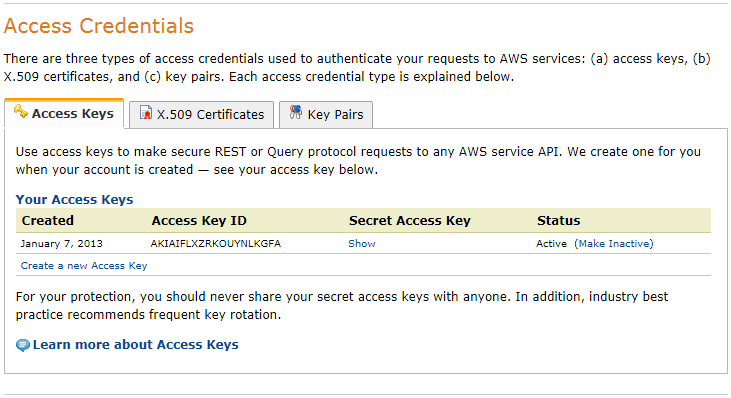 Access Credentials
There are three types of access credentials used to authenticate your requests to AWS services: (a) access keys, (b)
X.509 certificates, and (c) key pairs. Each access credential type is explained below.
Access Keys X.509 Certificates Key Pairs
Use access keys to make secure REST or Query protocol requests to any AWS service API. We create one for you
when your account is created — see your access key below.
Your Access Keys
Created Access Key ID Secret Access Key Status
January 7, 2013 AKIAIFLXZRKOUYNLKGFA Show Active (Make Inactive)
Create a new Access Key
For your protection, you should never share your secret access keys with anyone. In addition, industry best
practice recommends frequent key rotation.
Learn more about Access Keys